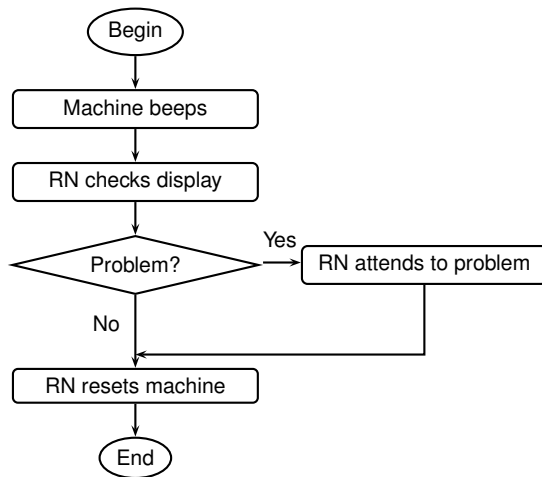 Begin
Machine beeps
RN checks display
Problem?
Yes
RN attends to problem
No
RN resets machine
End